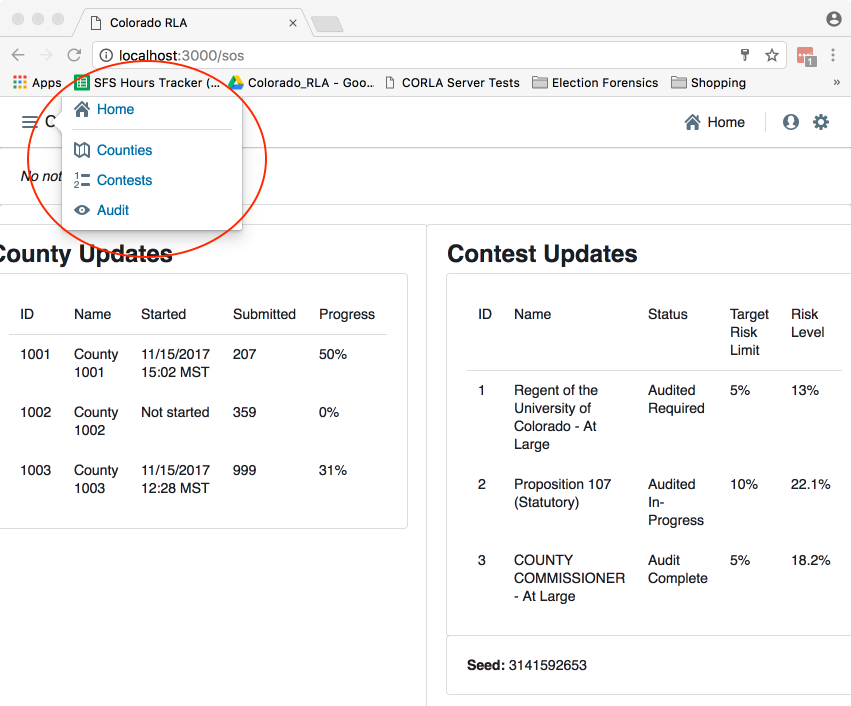 Colorado RLA
localhost:3000/sos
Apps SFS Hours Tracker (... Colorado_RLA - Goo... CORLA Server Tests Election Forensics Shopping »
1
C
Home
Counties
1 2 Contests
Audit
Home
No not
County Updates
ID Name Started Submitted Progress
1001 County 1001 11/15/2017 15:02 MST 207 50%
1002 County 1002 Not started 359 0%
1003 County 1003 11/15/2017 12:28 MST 999 31%
Contest Updates
ID Name Status Target Risk Limit Risk Level
1 Regent of the University of Colorado - At Large Audited Required 5% 13%
2 Proposition 107 (Statutory) Audited In-Progress 10% 22.1%
3 COUNTY COMMISSIONER - At Large Audit Complete 5% 18.2%
Seed: 3141592653